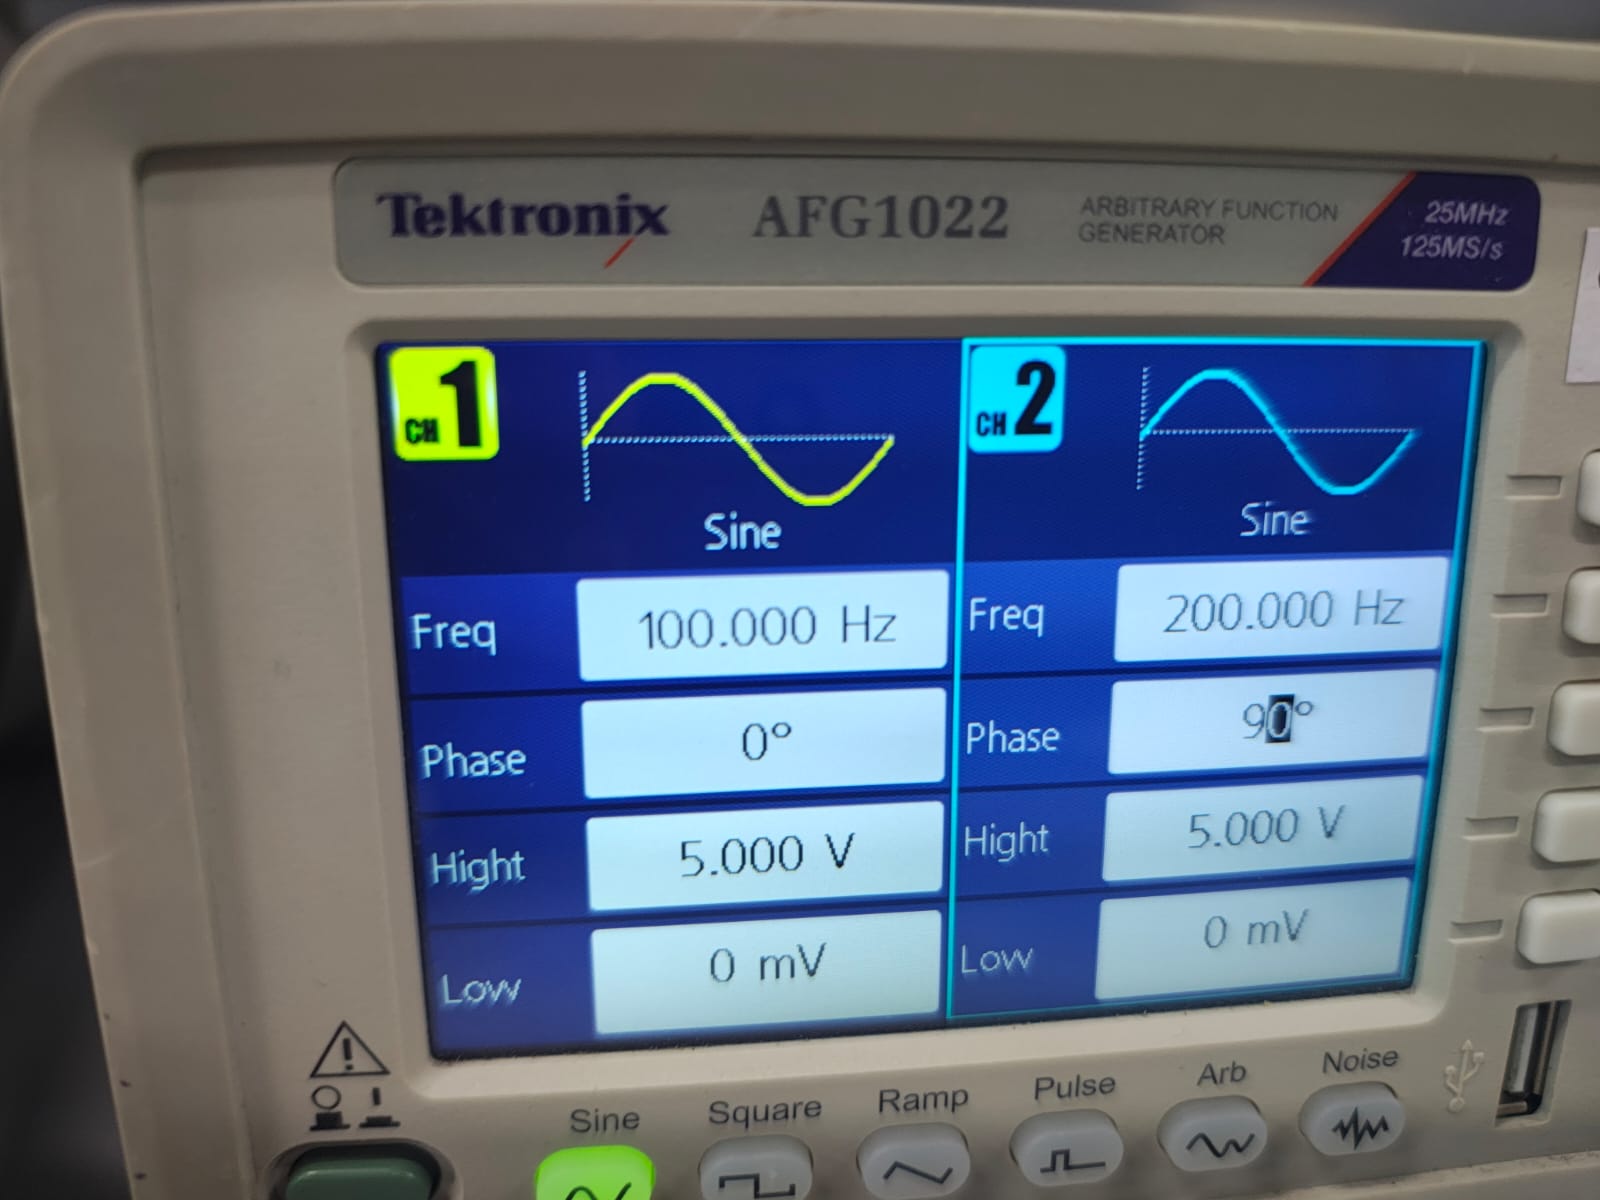 Tektronix AFG1022 ARBITRARY FUNCTION GENERATOR 25MHz 125MS/s
CH 1 CH 2
Sine Sine
Freq 100.000 Hz Freq 200.000 Hz
Phase 0° Phase 90°
Hight 5.000 V Hight 5.000 V
Low 0 mV Low 0 mV
Sine Square Ramp Pulse Arb Noise